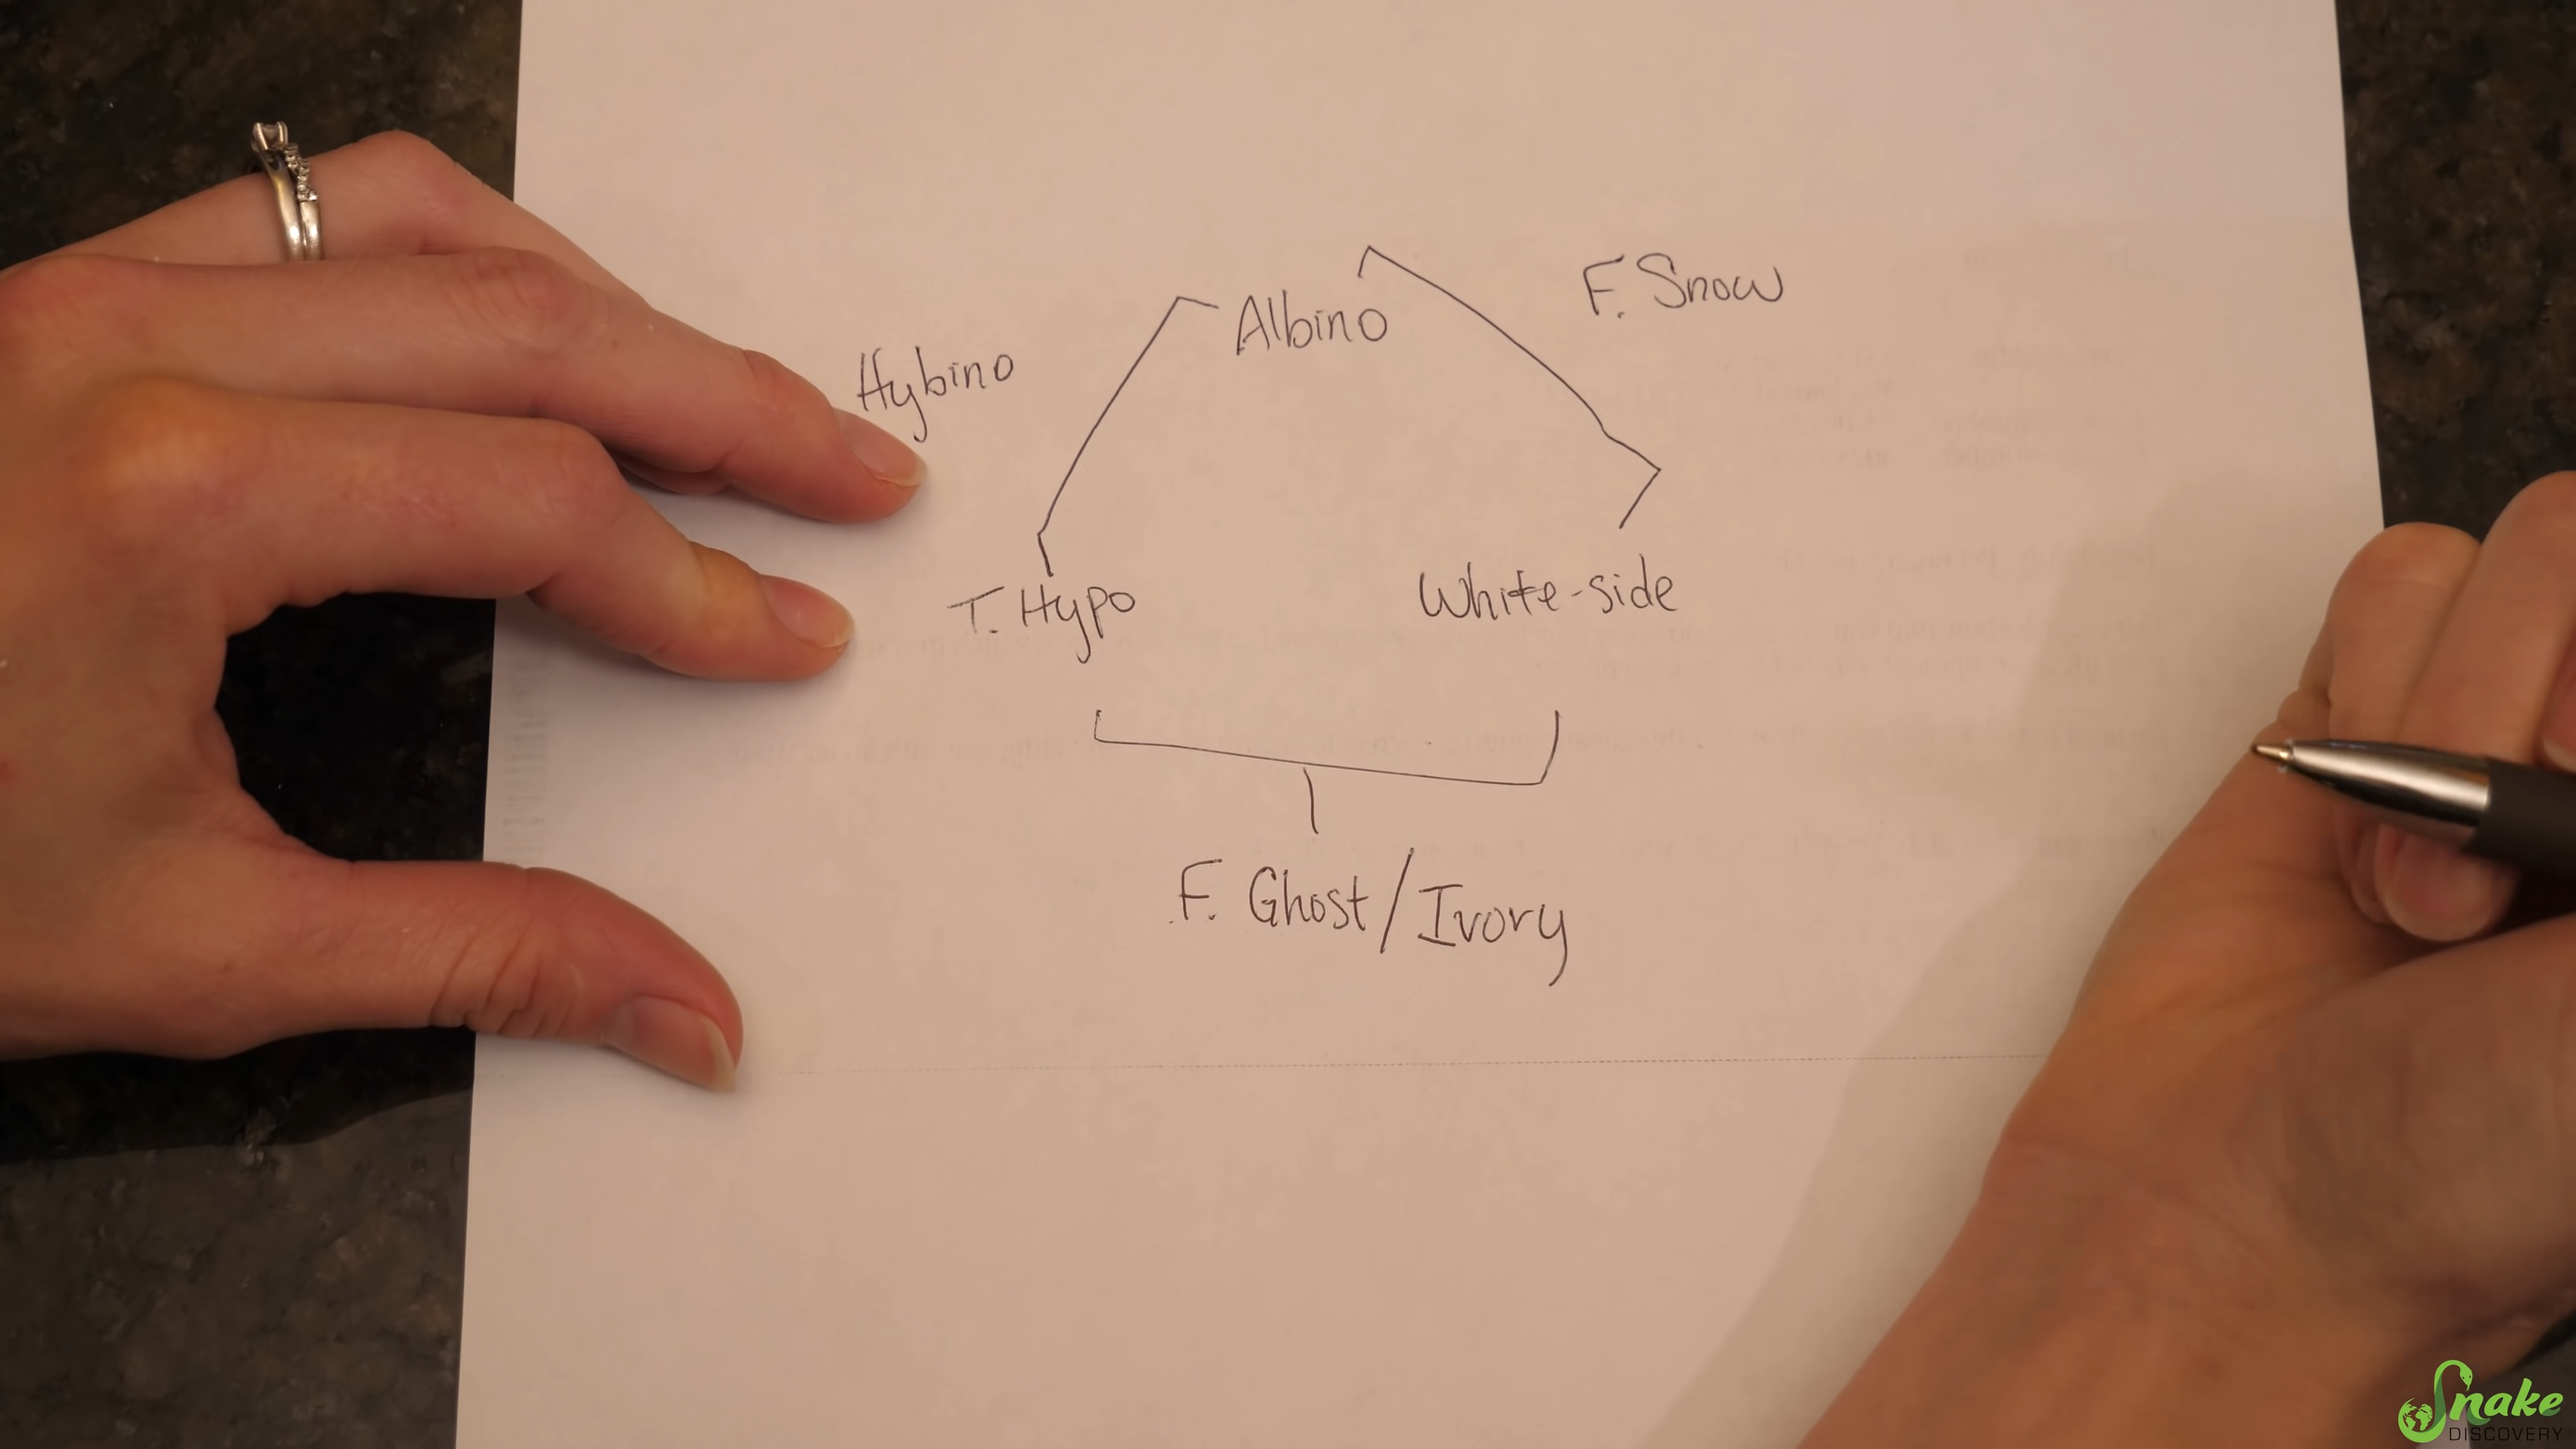 F. Snow
Albino
Hybino
T. Hypo
White-side
F. Ghost/Ivory
Snake
DISCOVERY